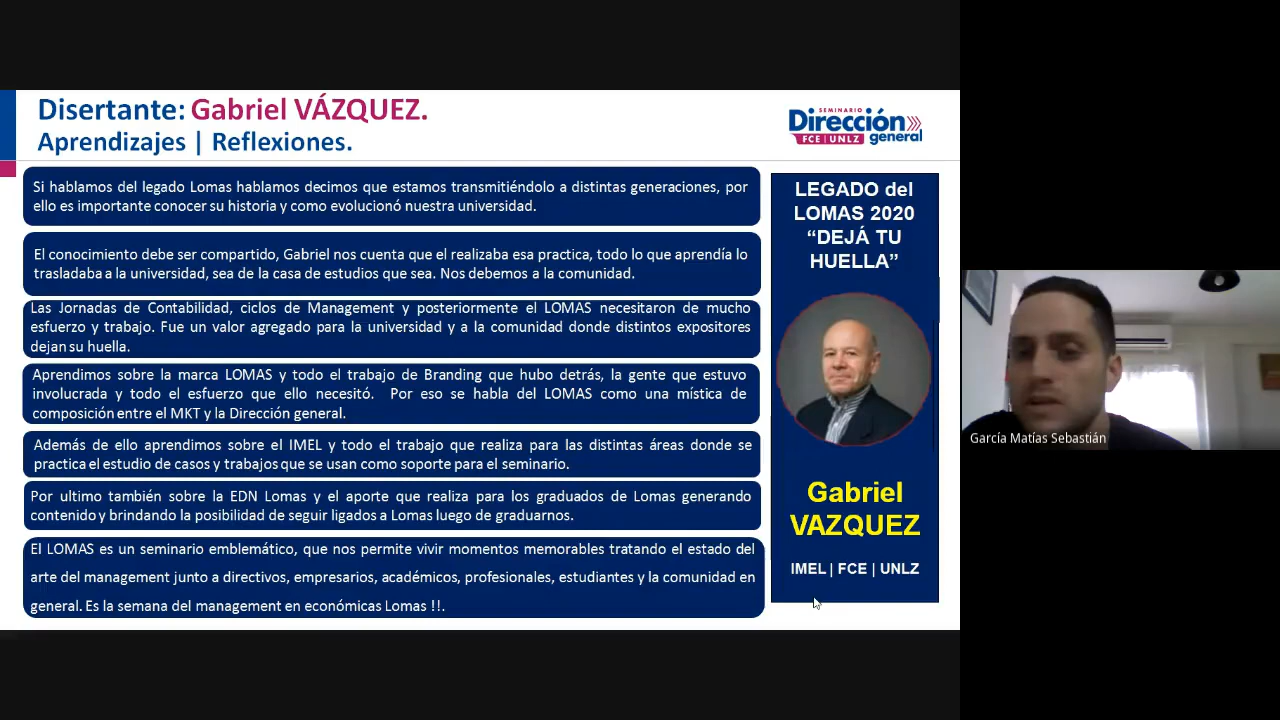 Disertante: Gabriel VÁZQUEZ.
Aprendizajes | Reflexiones.
SEMINARIO
Dirección
FCE | UNLZ general
Si hablamos del legado Lomas hablamos decimos que estamos transmitiéndolo a distintas generaciones, por
ello es importante conocer su historia y como evolucionó nuestra universidad.
El conocimiento debe ser compartido, Gabriel nos cuenta que el realizaba esa practica, todo lo que aprendía lo
trasladaba a la universidad, sea de la casa de estudios que sea. Nos debemos a la comunidad.
Las Jornadas de Contabilidad, ciclos de Management y posteriormente el LOMAS necesitaron de mucho
esfuerzo y trabajo. Fue un valor agregado para la universidad y a la comunidad donde distintos expositores
dejan su huella.
Aprendimos sobre la marca LOMAS y todo el trabajo de Branding que hubo detrás, la gente que estuvo
involucrada y todo el esfuerzo que ello necesitó. Por eso se habla del LOMAS como una mística de
composición entre el MKT y la Dirección general.
Además de ello aprendimos sobre el IMEL y todo el trabajo que realiza para las distintas áreas donde se
practica el estudio de casos y trabajos que se usan como soporte para el seminario.
Por ultimo también sobre la EDN Lomas y el aporte que realiza para los graduados de Lomas generando
contenido y brindando la posibilidad de seguir ligados a Lomas luego de graduarnos.
El LOMAS es un seminario emblemático, que nos permite vivir momentos memorables tratando el estado del
arte del management junto a directivos, empresarios, académicos, profesionales, estudiantes y la comunidad en
general. Es la semana del management en económicas Lomas !!.
LEGADO del
LOMAS 2020
“DEJÁ TU
HUELLA”
Gabriel
VAZQUEZ
IMEL | FCE | UNLZ
García Matías Sebastián